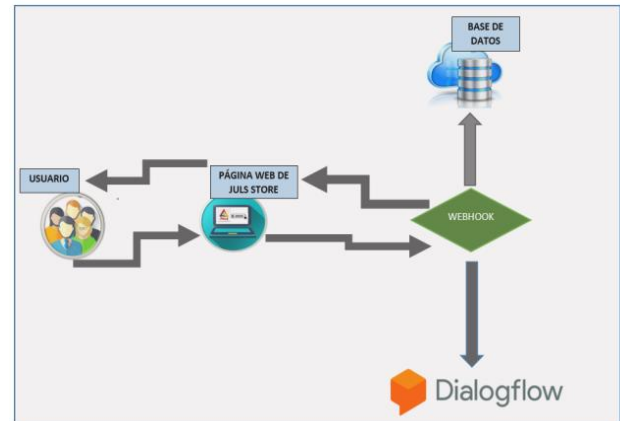 BASE DE
DATOS
USUARIO
PÁGINA WEB DE
JULS STORE
WEBHOOK
Dialogflow